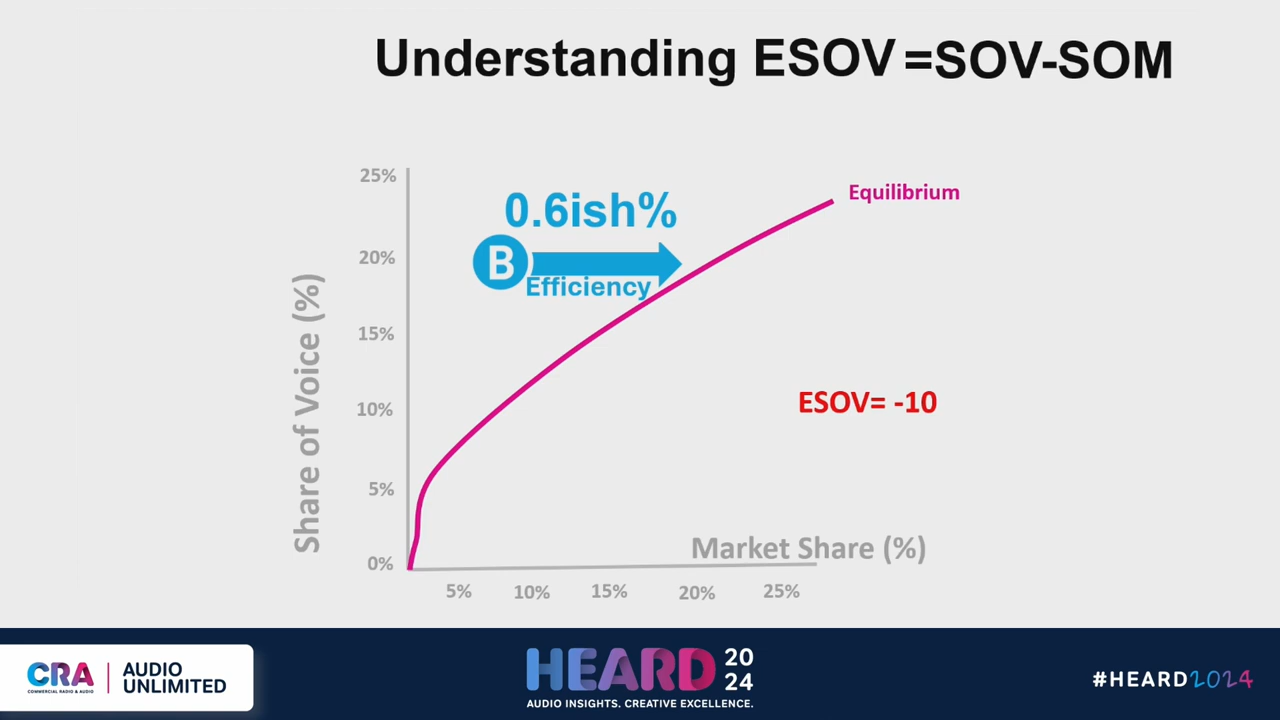 Understanding ESOV =SOV-SOM
25%
20%
15%
10%
5%
0%
Share of Voice (%)
0.6ish%
B
Efficiency
Equilibrium
ESOV= -10
Market Share (%)
5%
10%
15%
20%
25%
CRA
COMMERCIAL RADIO & AUDIO
AUDIO
UNLIMITED
HEARD
20
24
AUDIO INSIGHTS. CREATIVE EXCELLENCE.
#HEARD2024